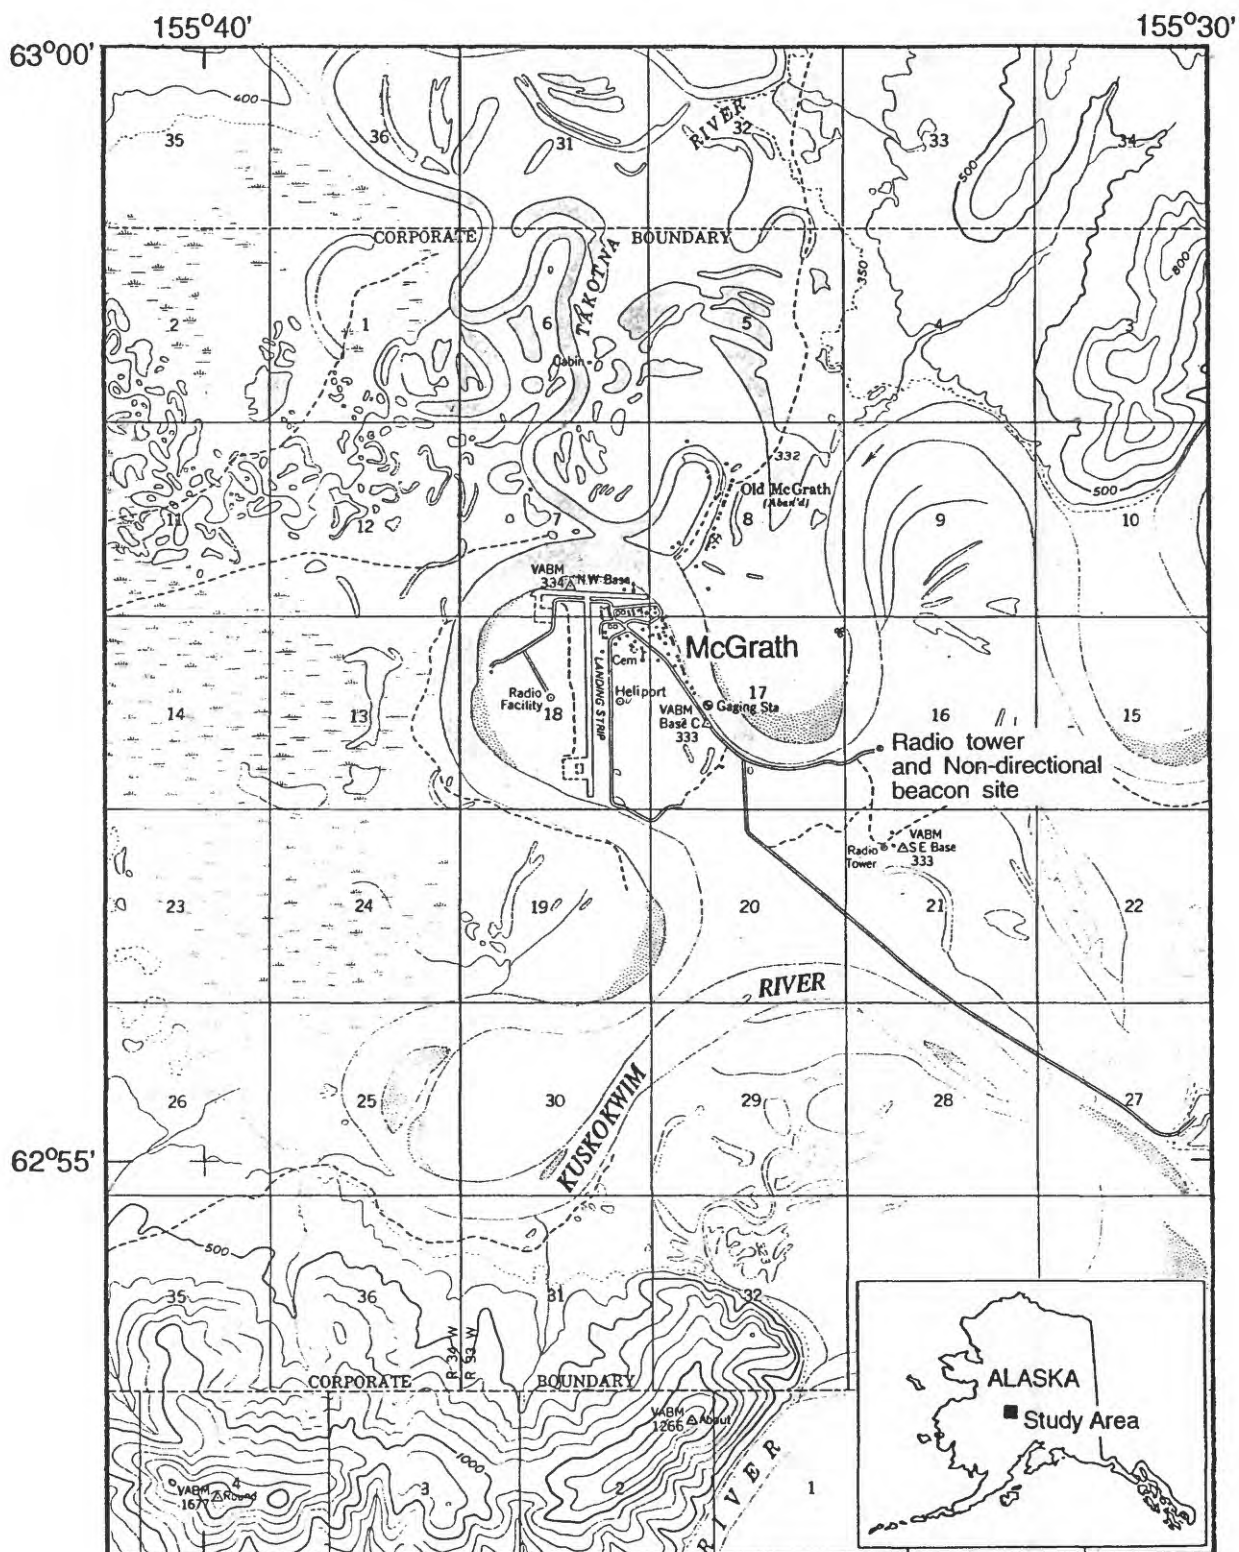 155°40'
155°30'
63°00'
400
35
36
31
RIVER
32
33
34
500
CORPORATE
BOUNDARY
TAKOTNA
350
800
2
1
6
5
4
3
Cabin
332
Old McGrath
(Aban'd)
500
11
12
7
8
9
10
VABM
334 N W Base
McGrath
Cem
LANDING STRIP
Radio
Facility
Heliport
17
Gaging Sta
VABM
Base C
333
14
13
18
16
15
Radio tower
and Non-directional
beacon site
Radio
Tower
VABM
S E Base
333
23
24
19
20
21
22
RIVER
KUSKOKWIM
26
25
30
29
28
27
62°55'
500
35
36
31
32
R 34 W
R 33 W
CORPORATE
BOUNDARY
VABM
1266 About
1000
VABM
1677 Round
4
3
2
1
RIVER
ALASKA
Study Area